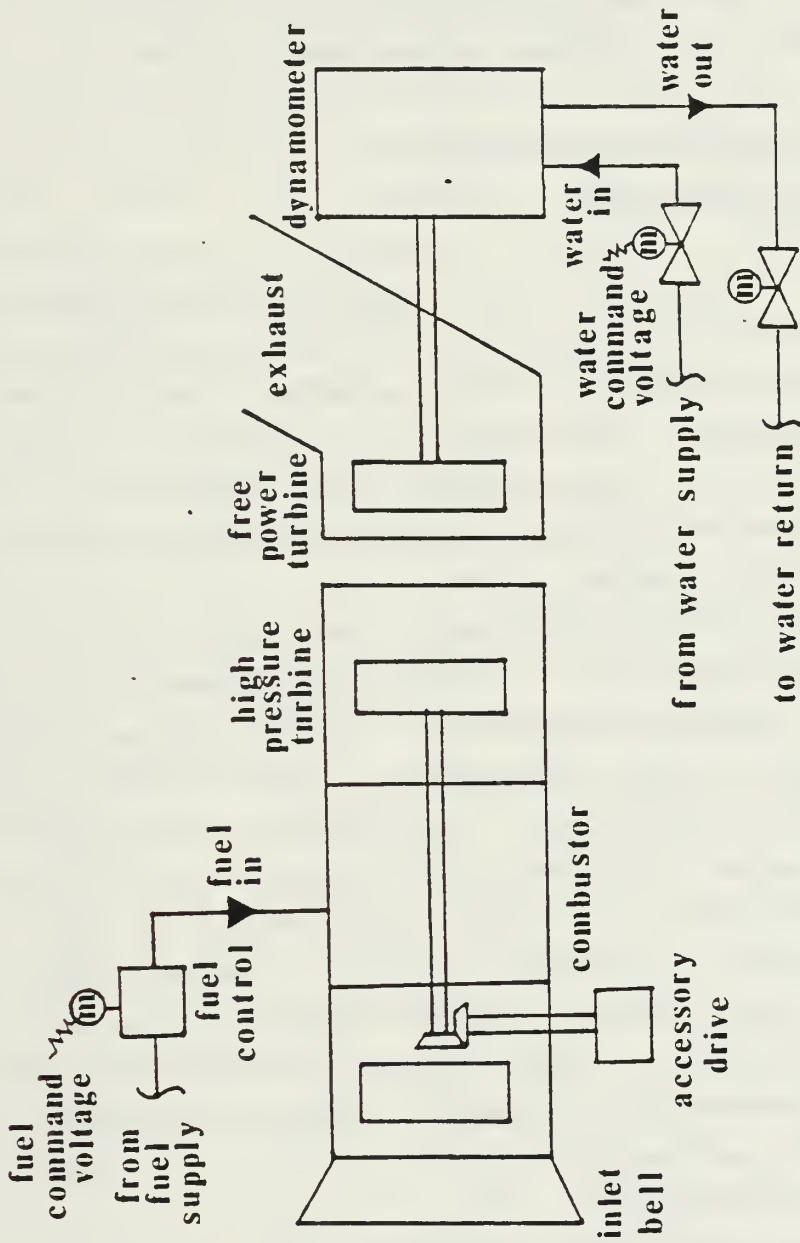 fuel
command
voltage
from
fuel
supply
m
fuel
control
fuel
in
inlet
bell
accessory
drive
combustor
high
pressure
turbine
free
power
turbine
exhaust
dynamometer
water
command
voltage
m
water
in
water
out
from water supply
m
to water return